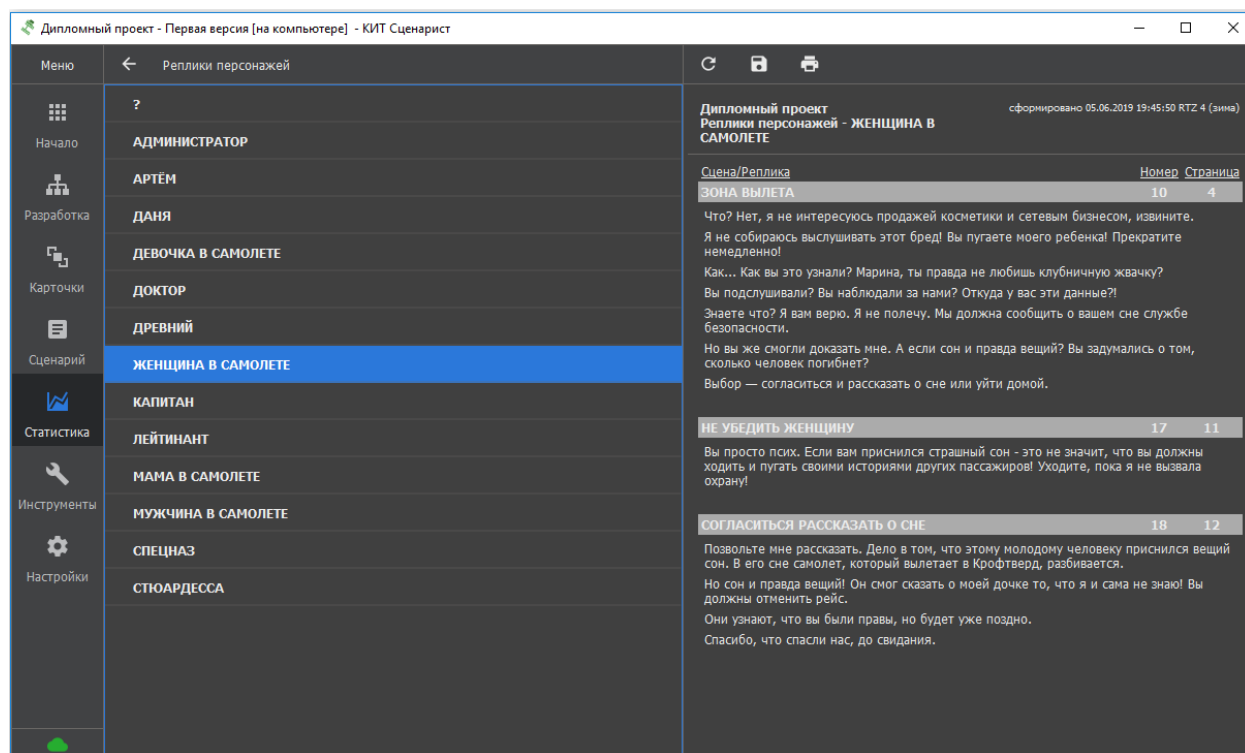 Дипломный проект - Первая версия [на компьютере] - КИТ Сценарист
Меню
Реплики персонажей
Начало
Разработка
Карточки
Сценарий
Статистика
Инструменты
Настройки
?
АДМИНИСТРАТОР
АРТЁМ
ДАНЯ
ДЕВОЧКА В САМОЛЕТЕ
ДОКТОР
ДРЕВНИЙ
ЖЕНЩИНА В САМОЛЕТЕ
КАПИТАН
ЛЕЙТИНАНТ
МАМА В САМОЛЕТЕ
МУЖЧИНА В САМОЛЕТЕ
СПЕЦНАЗ
СТЮАРДЕССА
Дипломный проект
сформировано 05.06.2019 19:45:50 RTZ 4 (зима)
Реплики персонажей - ЖЕНЩИНА В
САМОЛЕТЕ
Сцена/Реплика Номер Страница
ЗОНА ВЫЛЕТА 10 4
Что? Нет, я не интересуюсь продажей косметики и сетевым бизнесом, извините.
Я не собираюсь выслушивать этот бред! Вы пугаете моего ребенка! Прекратите
немедленно!
Как... Как вы это узнали? Марина, ты правда не любишь клубничную жвачку?
Вы подслушивали? Вы наблюдали за нами? Откуда у вас эти данные?!
Знаете что? Я вам верю. Я не полечу. Мы должна сообщить о вашем сне службе
безопасности.
Но вы же смогли доказать мне. А если сон и правда вещий? Вы задумались о том,
сколько человек погибнет?
Выбор — согласиться и рассказать о сне или уйти домой.
НЕ УБЕДИТЬ ЖЕНЩИНУ 17 11
Вы просто псих. Если вам приснился страшный сон - это не значит, что вы должны
ходить и пугать своими историями других пассажиров! Уходите, пока я не вызвала
охрану!
СОГЛАСИТЬСЯ РАССКАЗАТЬ О СНЕ 18 12
Позвольте мне рассказать. Дело в том, что этому молодому человеку приснился вещий
сон. В его сне самолет, который вылетает в Крофтверд, разбивается.
Но сон и правда вещий! Он смог сказать о моей дочке то, что я и сама не знаю! Вы
должны отменить рейс.
Они узнают, что вы были правы, но будет уже поздно.
Спасибо, что спасли нас, до свидания.